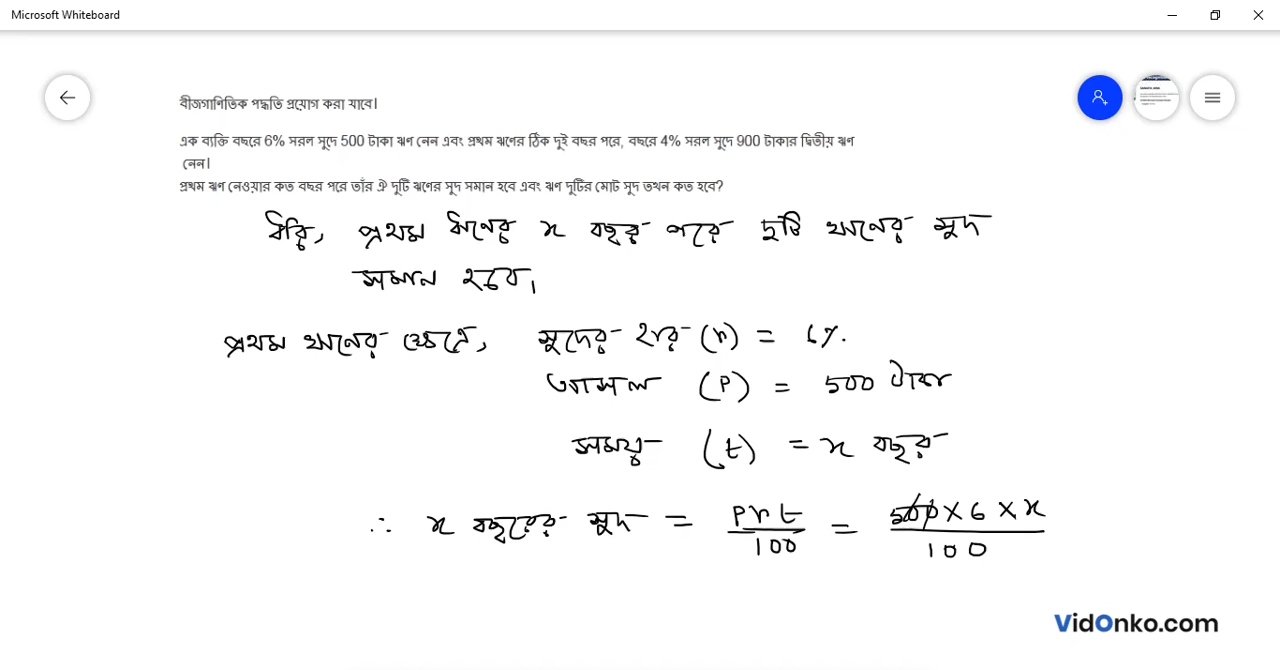 Microsoft Whiteboard
বীজগাণিতিক পদ্ধতি প্রয়োগ করা যাবে।
এক ব্যক্তি বছরে 6% সরল সুদে 500 টাকা ঋণ নেন এবং প্রথম ঋণের ঠিক দুই বছর পরে, বছরে 4% সরল সুদে 900 টাকার দ্বিতীয় ঋণ
নেন।
প্রথম ঋণ নেওয়ার কত বছর পরে তাঁর ঐ দুটি ঋণের সুদ সমান হবে এবং ঋণ দুটির মোট সুদ তখন কত হবে?
ধরি, প্রথম ঋণের x বছর পরে দুটি ঋণের সুদ
সমান হবে।
প্রথম ঋণের ক্ষেত্রে, সুদের হার (r) = 6%.
আসল (P) = 500 টাকা
সময় (t) = x বছর
∴ x বছরের সুদ = prt/100 = 500 × 6 × x/100
VidOnko.com